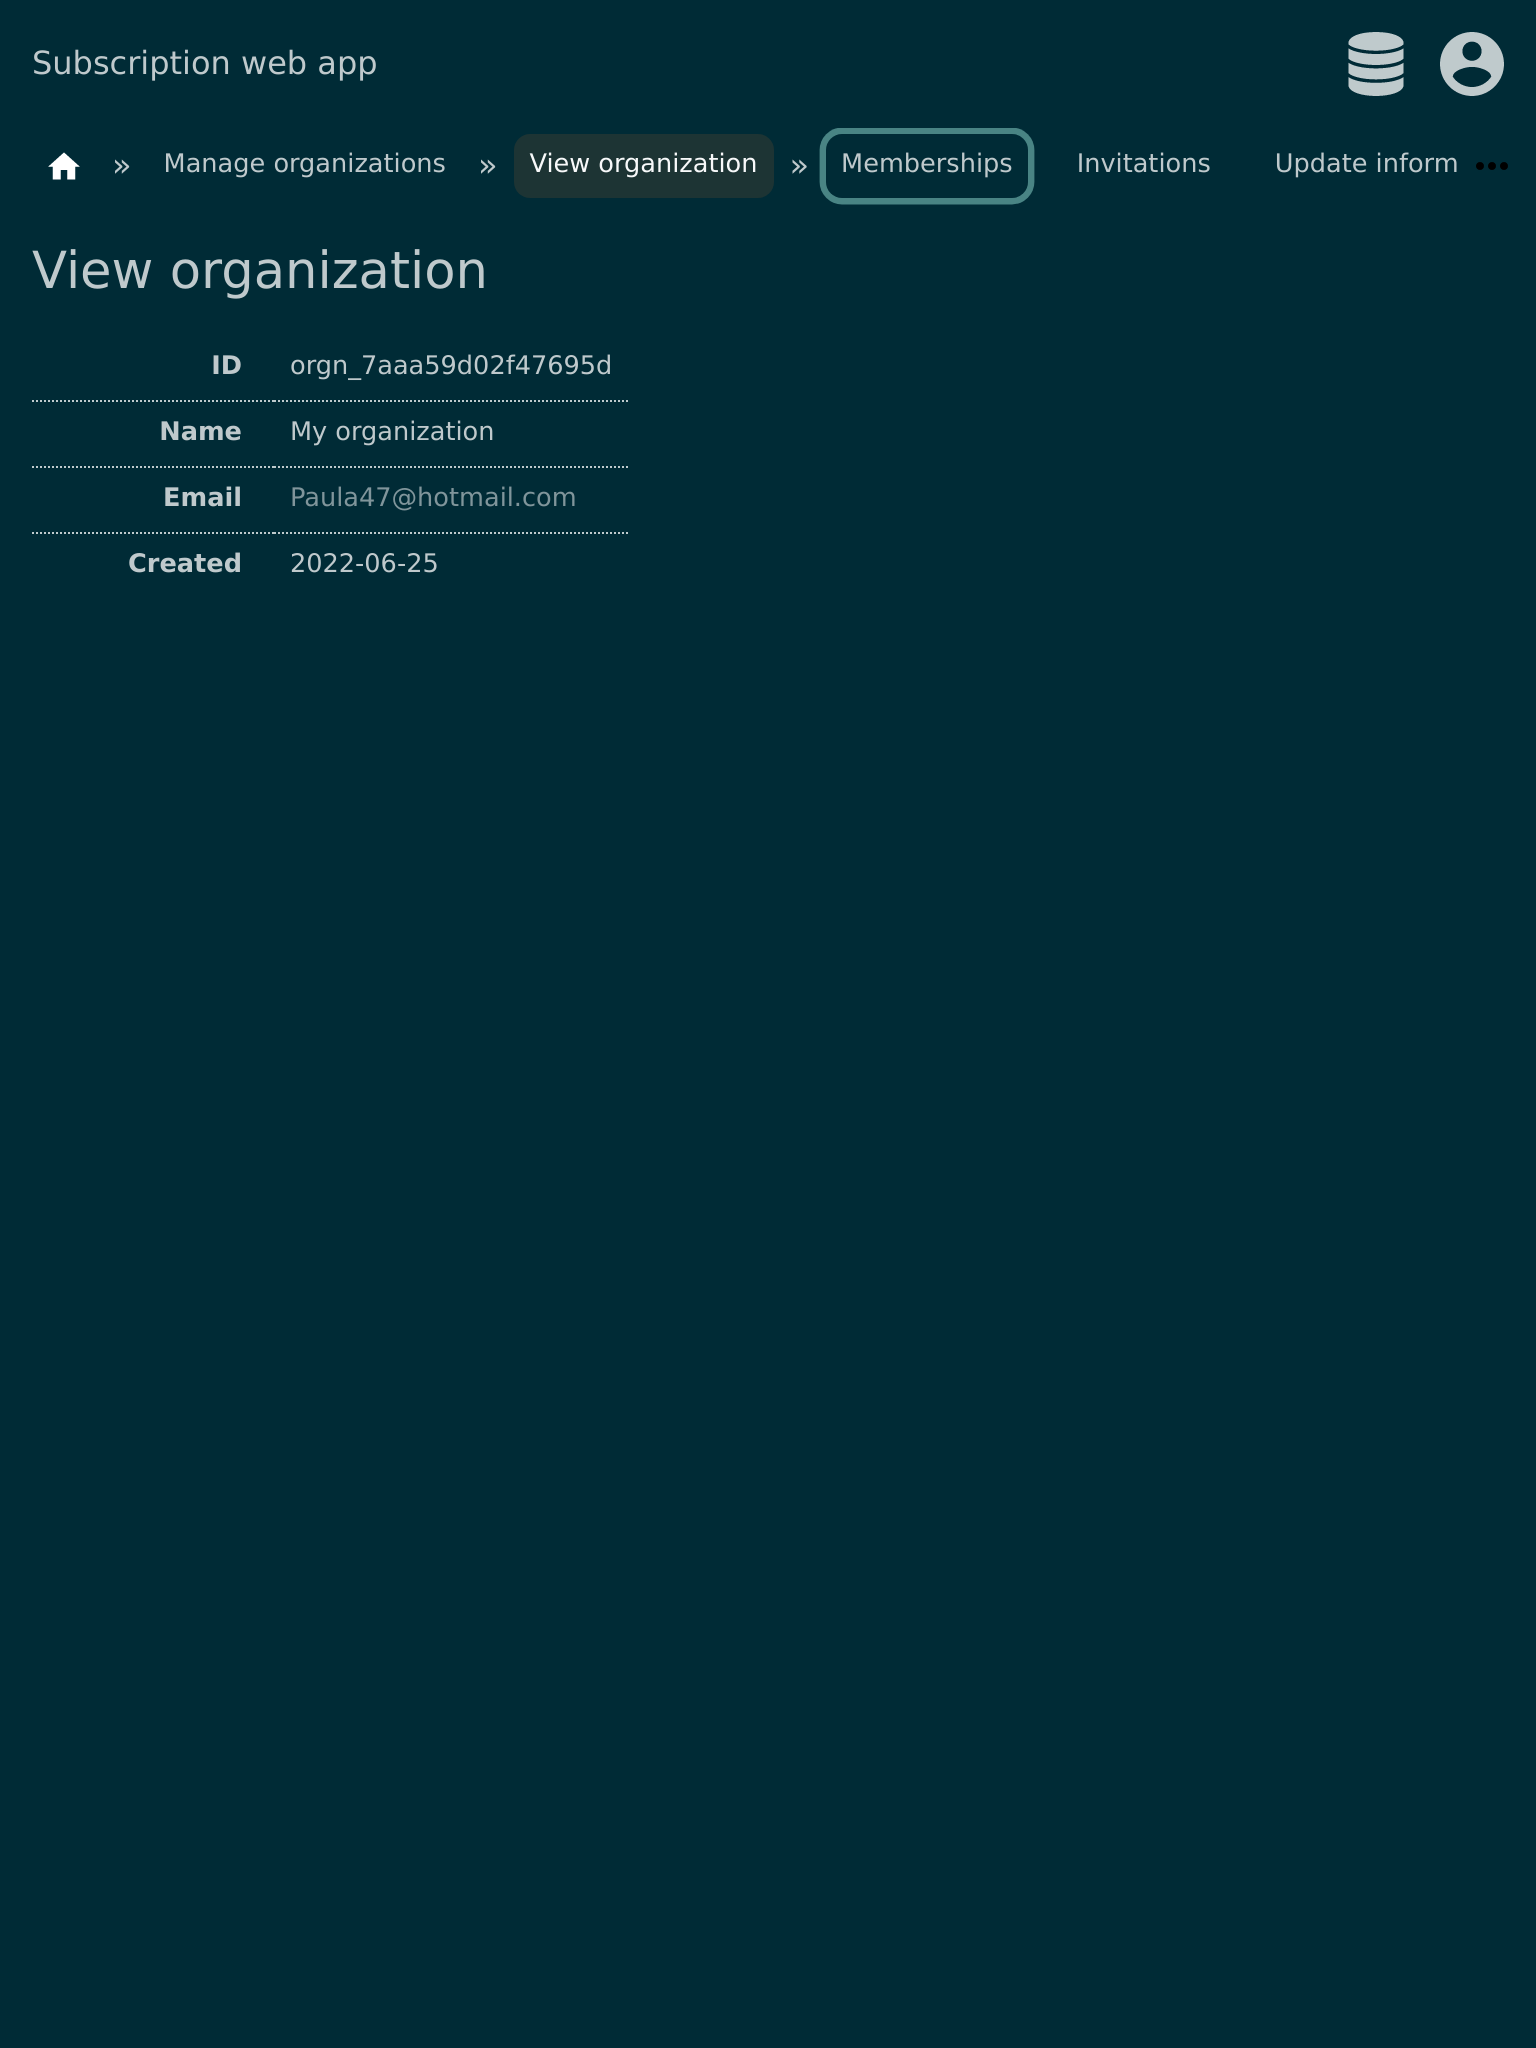 Subscription web app
» Manage organizations » View organization » Memberships Invitations Update inform
View organization
ID orgn_7aaa59d02f47695d
Name My organization
Email Paula47@hotmail.com
Created 2022-06-25